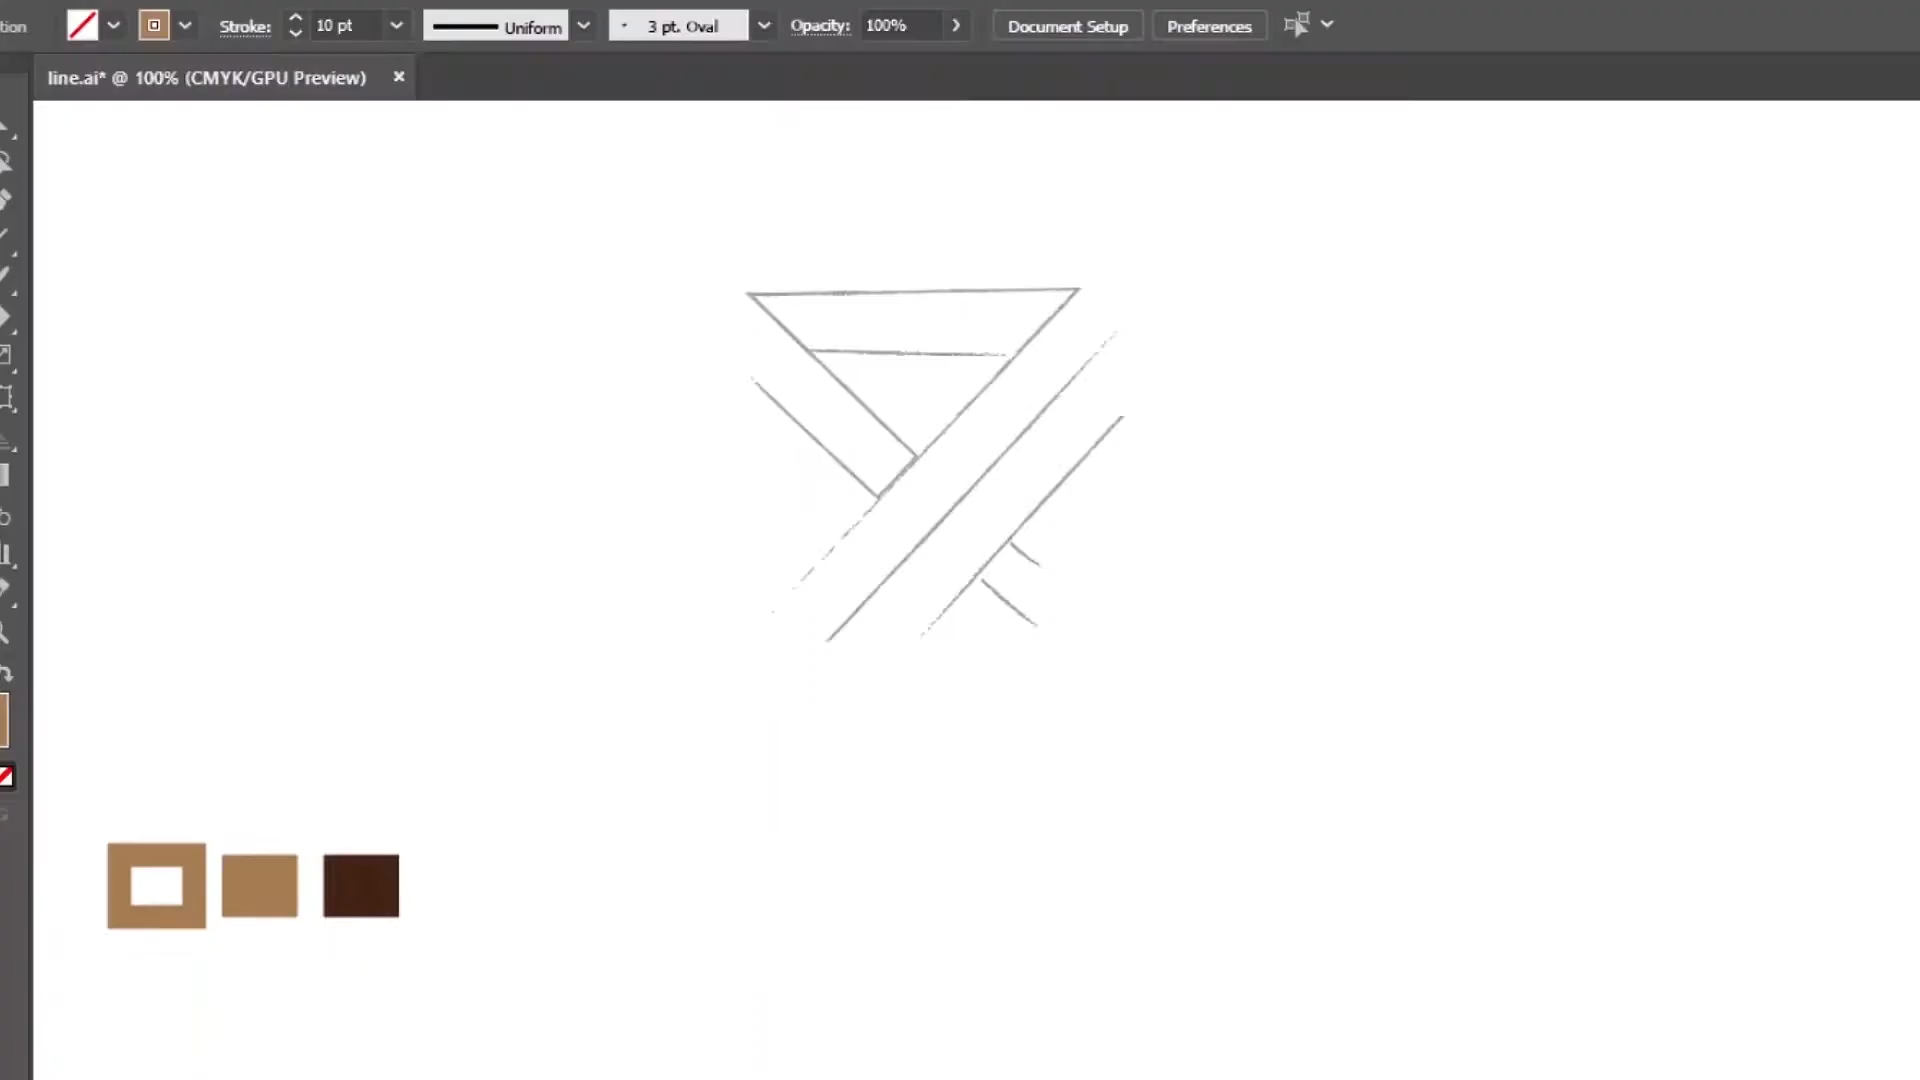 tion Stroke: 10 pt Uniform 3 pt. Oval Opacity: 100% Document Setup Preferences
line.ai* @ 100% (CMYK/GPU Preview) ×